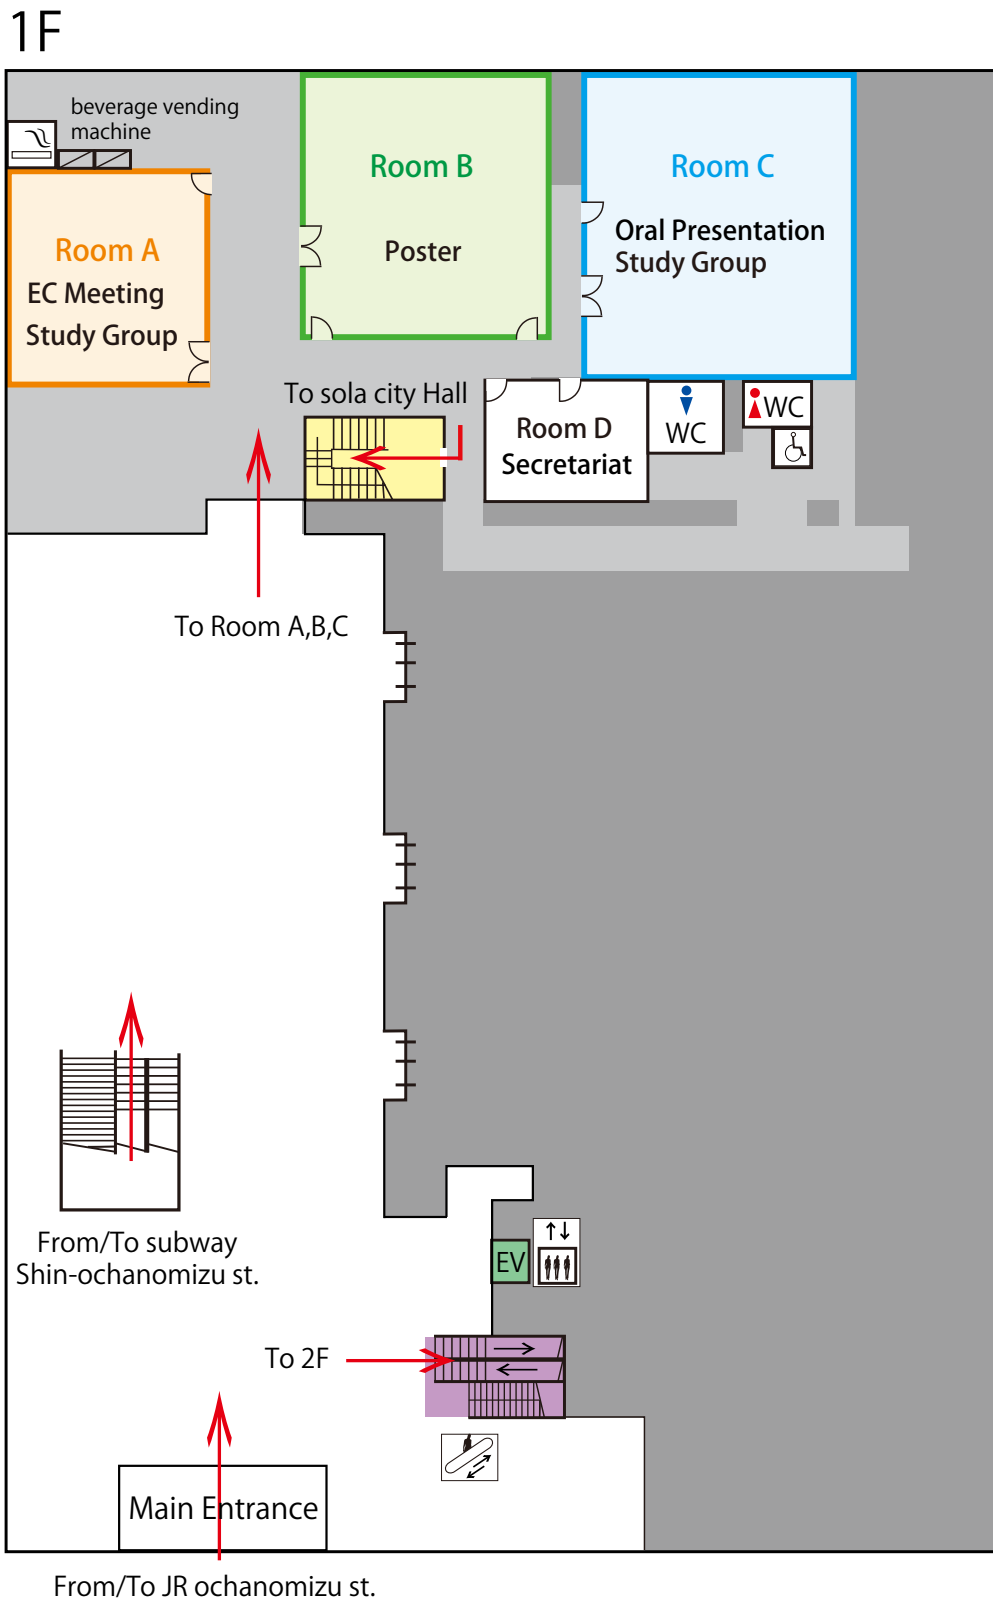 1F
beverage vending
machine
Room A
EC Meeting
Study Group
Room B
Poster
Room C
Oral Presentation
Study Group
To sola city Hall
Room D
Secretariat
WC
WC
To Room A,B,C
From/To subway
Shin-ochanomizu st.
EV
To 2F
Main Entrance
From/To JR ochanomizu st.